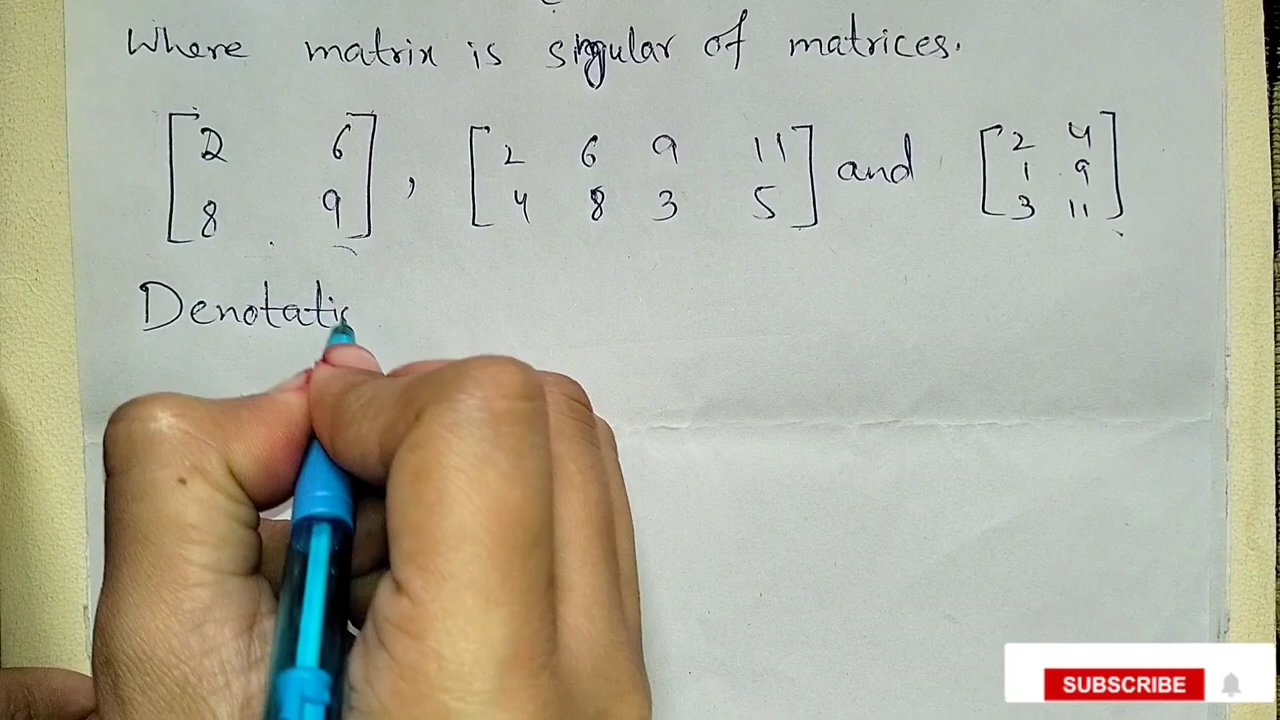 Where matrix is singular of matrices.
[2 6
8 9], [2 6 9 11
4 8 3 5] and [2 4
1 9
3 11]
Denotatio
SUBSCRIBE